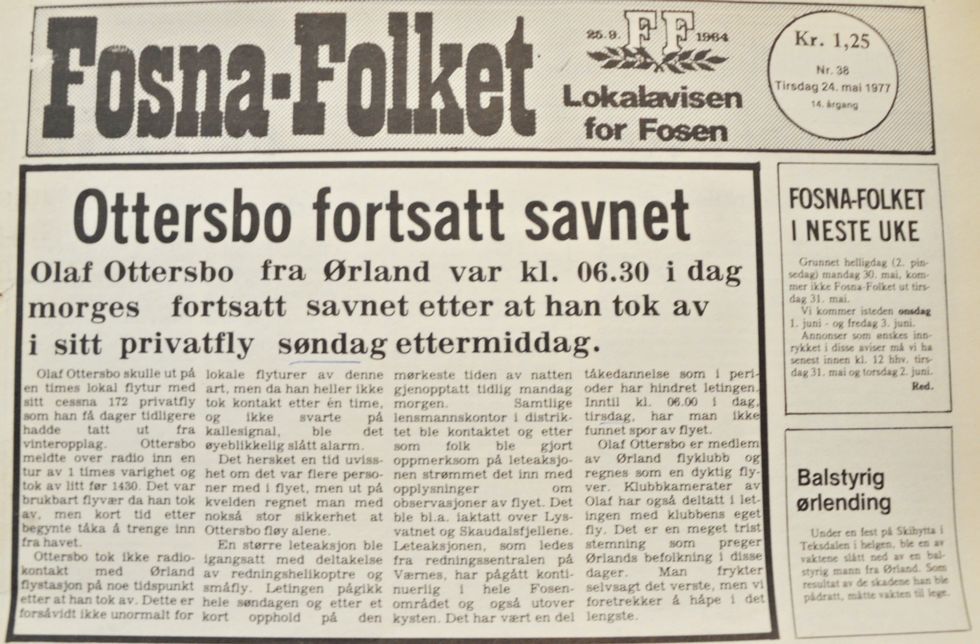 Fosna-Folket
25.9. FF 1964
Lokalavisen
for Fosen
Kr. 1,25
Nr. 38
Tirsdag 24. mai 1977
14. årgang
Ottersbo fortsatt savnet
Olaf Ottersbo fra Ørland var kl. 06.30 i dag
morges fortsatt savnet etter at han tok av
i sitt privatfly søndag ettermiddag.
Olaf Ottersbo skulle ut på
en times lokal flytur med
sitt cessna 172 privatfly
som han få dager tidligere
hadde tatt ut fra
vinteropplag. Ottersbo
meldte over radio inn en
tur av 1 times varighet og
tok av litt før 1430. Det var
brukbart flyvær da han tok
av, men kort tid etter
begynte tåka å trenge inn
fra havet.
Ottersbo tok ikke radio-
kontakt med Ørland
flystasjon på noe tidspunkt
etter at han tok av. Dette er
forsåvidt ikke unormalt for
lokale flyturer av denne
art, men da han heller ikke
tok kontakt etter én time,
og ikke svarte på
kallesignal, ble det
øyeblikkelig slått alarm.
Det hersket en tid uviss-
het om det var flere perso-
ner med i flyet, men ut på
kvelden regnet man med
nokså stor sikkerhet at
Ottersbo fløy alene.
En større leteaksjon ble
igangsatt med deltakelse
av redningshelikoptre og
småfly. Letingen pågikk
hele søndagen og etter et
kort opphold på den
mørkeste tiden av natten
gjenopptatt tidlig mandag
morgen. Samtlige
lensmannskontor i distrik-
tet ble kontaktet og etter
som folk ble gjort
oppmerksom på leteaksjo-
nen strømmet det inn med
opplysninger om
observasjoner av flyet. Det
ble bl.a. iaktatt over Lys-
vatnet og Skaudalsfjellene.
Leteaksjonen, som ledes
fra redningssentralen på
Værnes, har pågått konti-
nuerlig i hele Fosen-
området og også utover
kysten. Det har vært en del
tåkedannelse som i peri-
oder har hindret letingen.
Inntil kl. 06.00 i dag,
tirsdag, har man ikke
funnet spor av flyet.
Olaf Ottersbo er medlem
av Ørland flyklubb og
regnes som en dyktig fly-
ver. Klubbkamerater av
Olaf har også deltatt i let-
ingen med klubbens eget
fly. Det er en meget trist
stemning som preger
Ørlands befolkning i disse
dager. Man frykter
selvsagt det verste, men vi
foretrekker å håpe i det
lengste.
FOSNA-FOLKET
I NESTE UKE
Grunnet helligdag (2. pin-
sedag) mandag 30. mai, kom-
mer ikke Fosna-Folket ut tirs-
dag 31. mai.
Vi kommer isteden onsdag
1. juni - og fredag 3. juni.
Annonser som ønskes inn-
rykket i disse aviser må vi ha
senest innen kl. 12 hhv. tirs-
dag 31. mai og torsdag 2. juni.
Red.
Balstyrig
ørlending
Under en fest på Skihytta i
Teksdalen i helgen, ble en av
vaktene slått ned av en bal-
styrig mann fra Ørland. Som
resultat av de skadene han ble
pådratt, måtte vakten til lege.